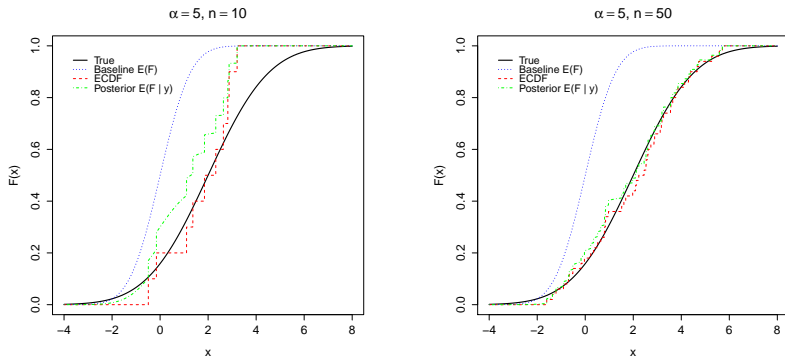 α = 5, n = 10
True
Baseline E(F)
ECDF
Posterior E(F | y)
F(x)
1.0
0.8
0.6
0.4
0.2
0.0
−4
−2
0
2
4
6
8
x
α = 5, n = 50
True
Baseline E(F)
ECDF
Posterior E(F | y)
F(x)
1.0
0.8
0.6
0.4
0.2
0.0
−4
−2
0
2
4
6
8
x